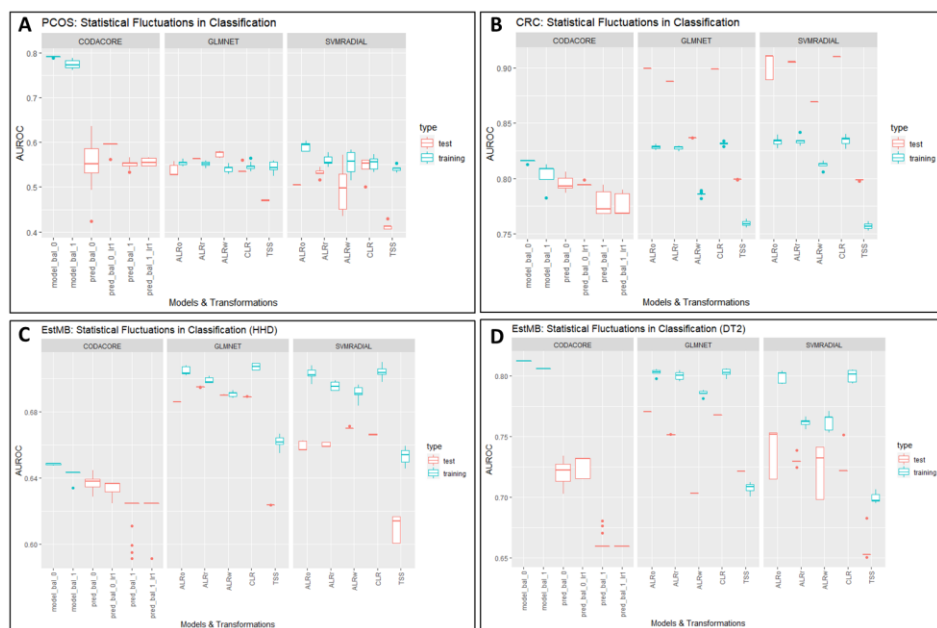 A PCOS: Statistical Fluctuations in Classification
CODACORE GLMNET SVMRADIAL
0.8
0.7
0.6
0.5
0.4
AUROC
type
test
training
model_bal_0 model_bal_1 pred_bal_0 pred_bal_0_lr1 pred_bal_1 pred_bal_1_lr1 ALRo ALRr ALRw CLR TSS ALRo ALRr ALRw CLR TSS
Models & Transformations
B CRC: Statistical Fluctuations in Classification
CODACORE GLMNET SVMRADIAL
0.90
0.85
0.80
0.75
AUROC
type
test
training
model_bal_0 model_bal_1 pred_bal_0 pred_bal_0_lr1 pred_bal_1 pred_bal_1_lr1 ALRo ALRr ALRw CLR TSS ALRo ALRr ALRw CLR TSS
Models & Transformations
C EstMB: Statistical Fluctuations in Classification (HHD)
CODACORE GLMNET SVMRADIAL
0.68
0.64
0.60
AUROC
type
test
training
model_bal_0 model_bal_1 pred_bal_0 pred_bal_0_lr1 pred_bal_1 pred_bal_1_lr1 ALRo ALRr ALRw CLR TSS ALRo ALRr ALRw CLR TSS
Models & Transformations
D EstMB: Statistical Fluctuations in Classification (DT2)
CODACORE GLMNET SVMRADIAL
0.80
0.75
0.70
0.65
AUROC
type
test
training
model_bal_0 model_bal_1 pred_bal_0 pred_bal_0_lr1 pred_bal_1 pred_bal_1_lr1 ALRo ALRr ALRw CLR TSS ALRo ALRr ALRw CLR TSS
Models & Transformations